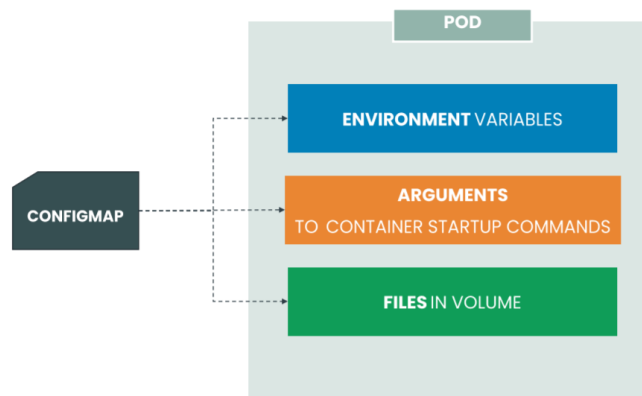 POD
ENVIRONMENT VARIABLES
CONFIGMAP
ARGUMENTS
TO CONTAINER STARTUP COMMANDS
FILES IN VOLUME